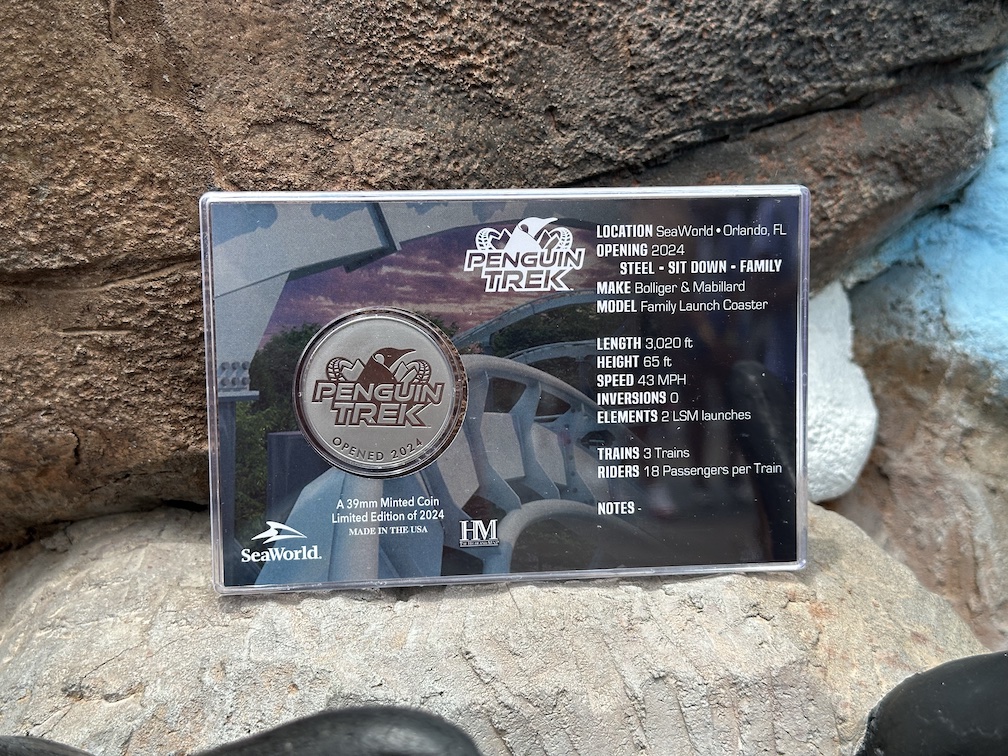 PENGUIN
TREK
LOCATION SeaWorld • Orlando, FL
OPENING 2024
STEEL - SIT DOWN - FAMILY
MAKE Bolliger & Mabillard
MODEL Family Launch Coaster
LENGTH 3,020 ft
HEIGHT 65 ft
SPEED 43 MPH
INVERSIONS 0
ELEMENTS 2 LSM launches
TRAINS 3 Trains
RIDERS 18 Passengers per Train
NOTES -
PENGUIN
TREK
OPENED 2024
A 39mm Minted Coin
Limited Edition of 2024
MADE IN THE USA
SeaWorld.
HM